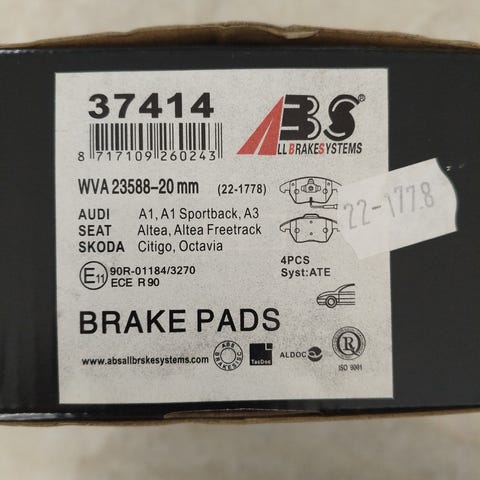 37414
8 717109 260243
ABS
ALL BRAKESYSTEMS
WVA 23588-20 mm (22-1778)
AUDI A1, A1 Sportback, A3
SEAT Altea, Altea Freetrack
SKODA Citigo, Octavia
22-177.8
4PCS
Syst:ATE
E11 90R-01184/3270
ECE R 90
BRAKE PADS
www.absallbrskesystems.com
TecDoc
ALDOC
R
ISO 9001